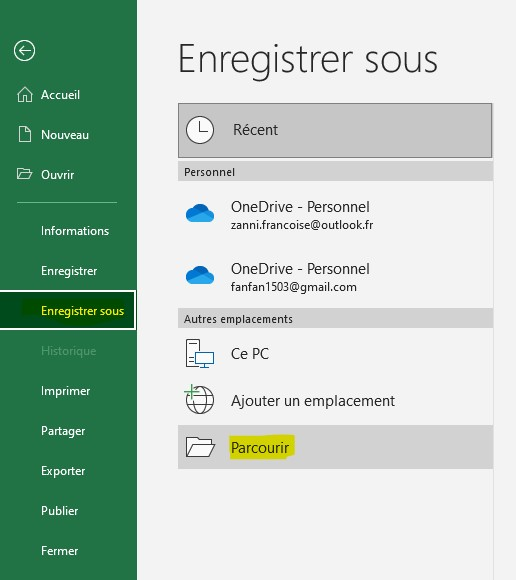 Enregistrer sous
Accueil
Nouveau
Ouvrir
Informations
Enregistrer
Enregistrer sous
Historique
Imprimer
Partager
Exporter
Publier
Fermer
Récent
Personnel
OneDrive - Personnel
zanni.francoise@outlook.fr
OneDrive - Personnel
fanfan1503@gmail.com
Autres emplacements
Ce PC
Ajouter un emplacement
Parcourir